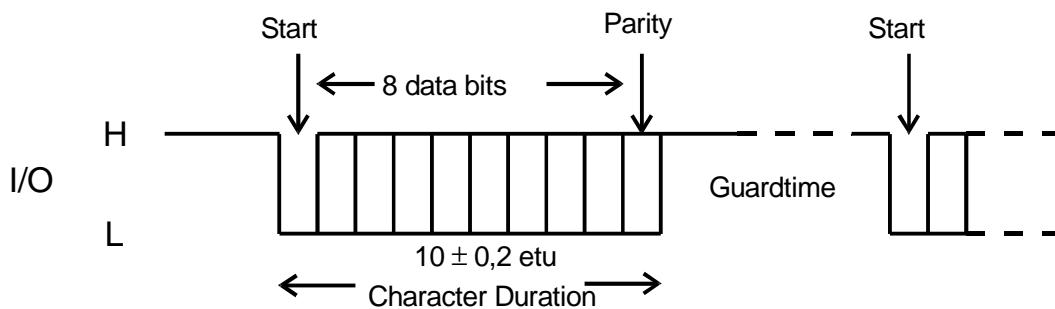 Start
Parity
Start
8 data bits
H
I/O
Guardtime
L
10 ± 0,2 etu
Character Duration